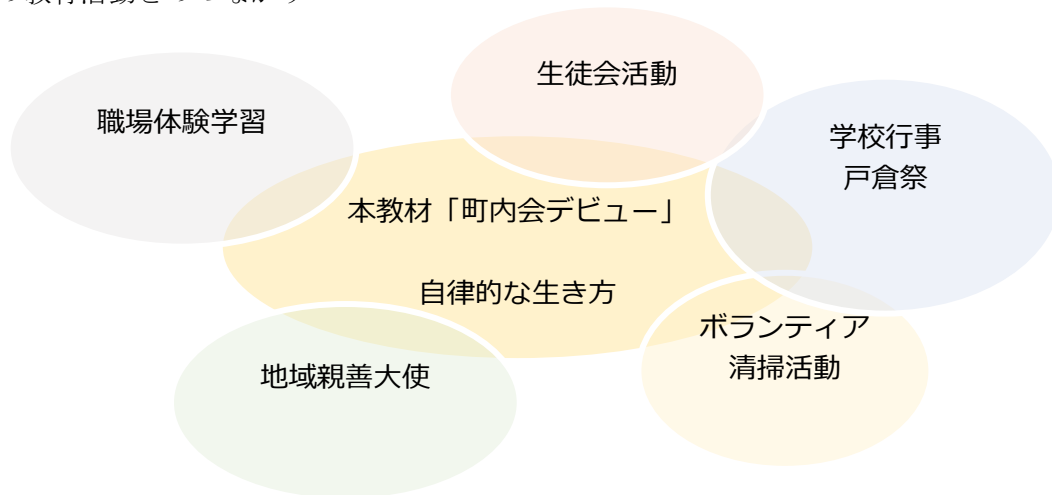 生徒会活動
職場体験学習
学校行事
戸倉祭
本教材「町内会デビュー」
自律的な生き方
ボランティア
清掃活動
地域親善大使